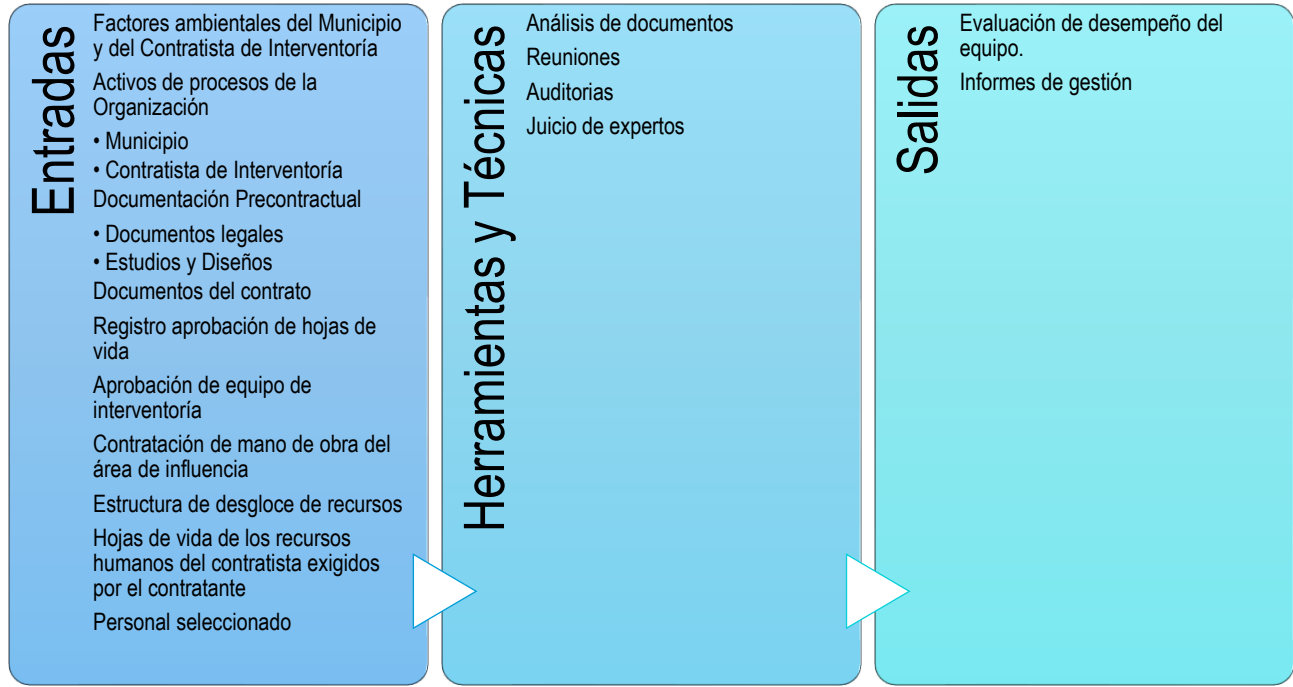 Entradas
Factores ambientales del Municipio
y del Contratista de Interventoría
Activos de procesos de la
Organización
• Municipio
• Contratista de Interventoría
Documentación Precontractual
• Documentos legales
• Estudios y Diseños
Documentos del contrato
Registro aprobación de hojas de
vida
Aprobación de equipo de
interventoría
Contratación de mano de obra del
área de influencia
Estructura de desgloce de recursos
Hojas de vida de los recursos
humanos del contratista exigidos
por el contratante
Personal seleccionado
Herramientas y Técnicas
Análisis de documentos
Reuniones
Auditorias
Juicio de expertos
Salidas
Evaluación de desempeño del
equipo.
Informes de gestión